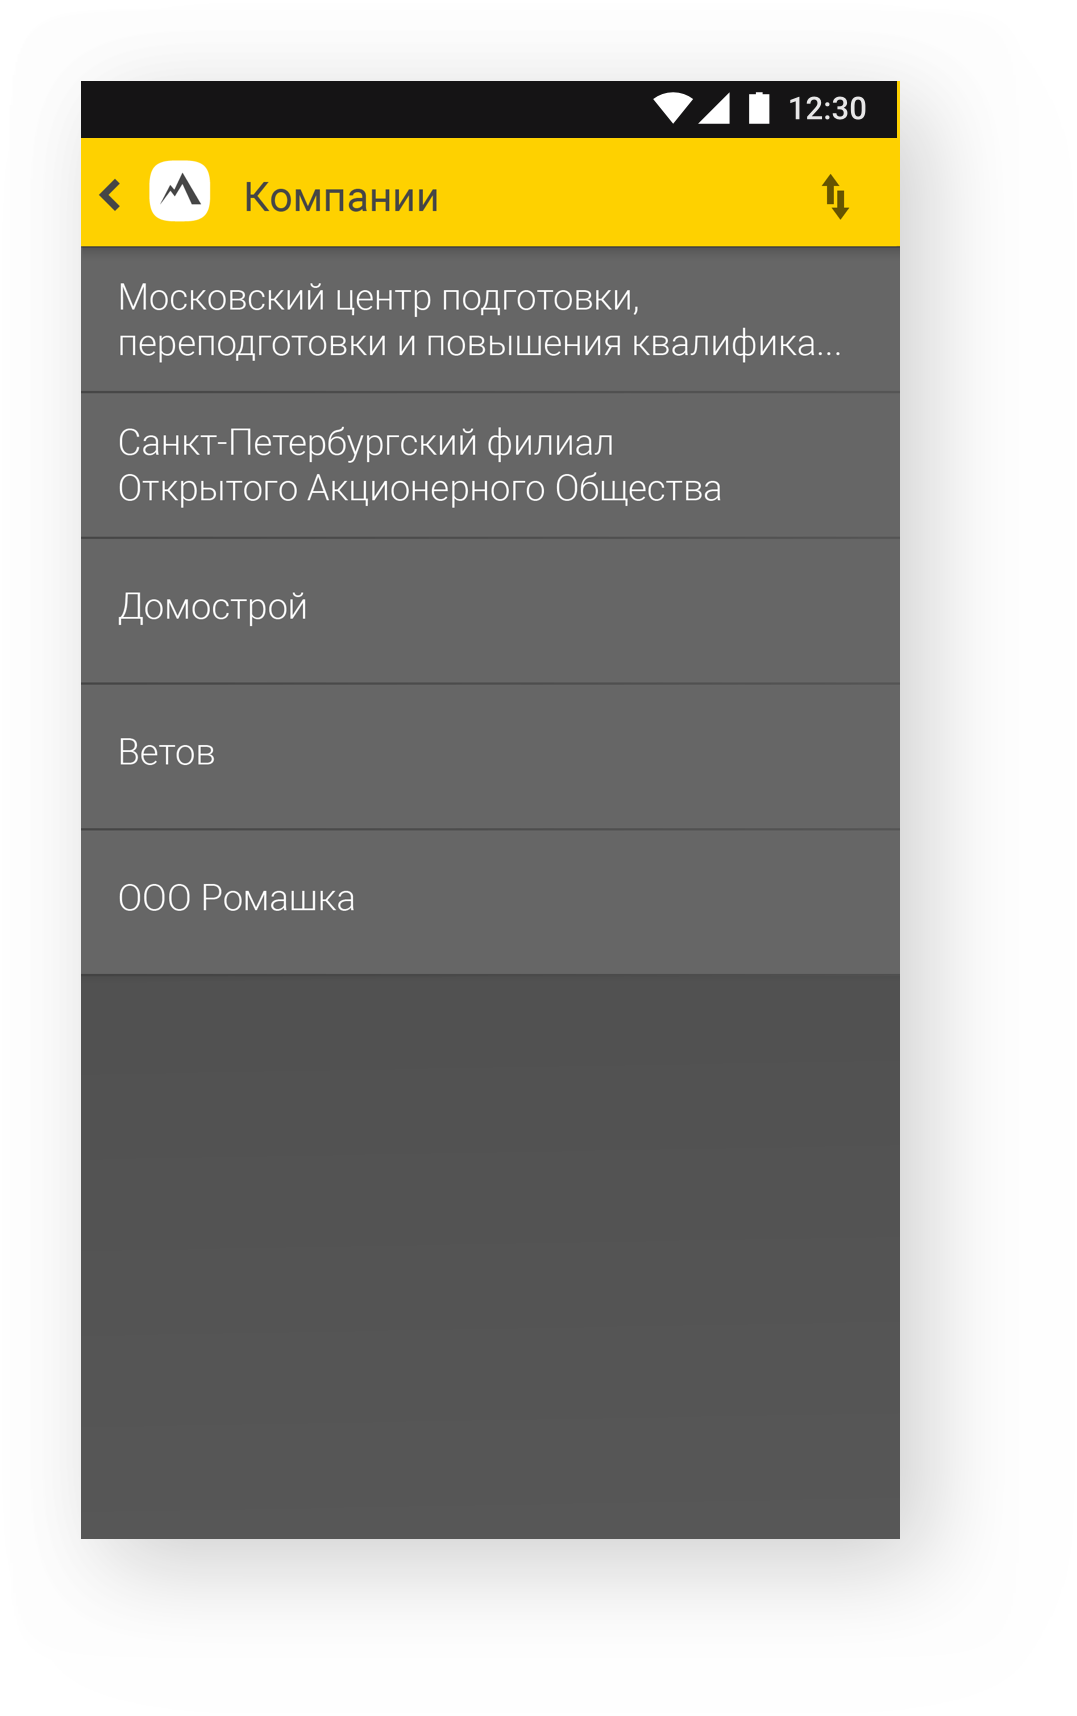 12:30
Компании
Московский центр подготовки,
переподготовки и повышения квалифика...
Санкт-Петербургский филиал
Открытого Акционерного Общества
Домострой
Ветов
ООО Ромашка